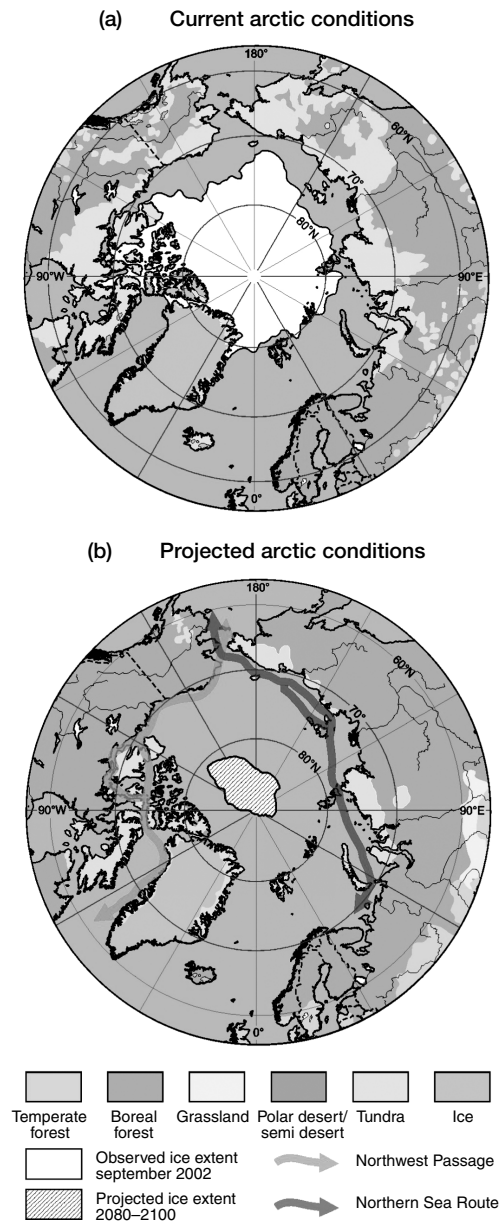 (a) Current arctic conditions
180°
60°N
70°
80°N
90°W
90°E
0°
(b) Projected arctic conditions
180°
60°N
70°
80°N
90°W
90°E
0°
Temperate forest
Boreal forest
Grassland
Polar desert/ semi desert
Tundra
Ice
Observed ice extent
september 2002
Northwest Passage
Projected ice extent
2080–2100
Northern Sea Route